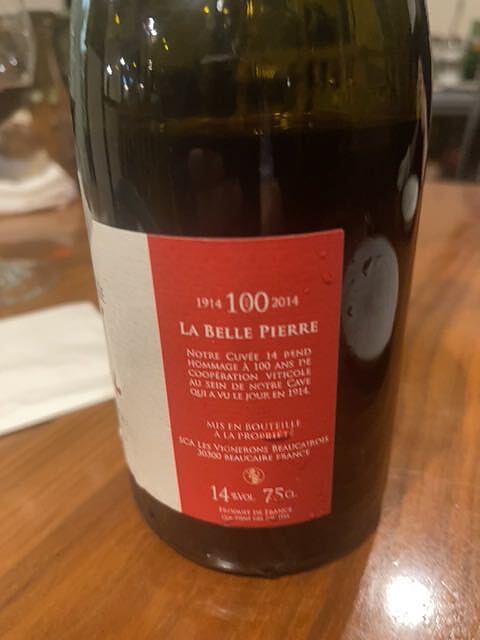 1914 100 2014
LA BELLE PIERRE
NOTRE CUVÉE 14 REND
HOMMAGE À 100 ANS DE
COOPÉRATION VITICOLE
AU SEIN DE NOTRE CAVE
QUI A VU LE JOUR EN 1914.
MIS EN BOUTEILLE
À LA PROPRIÉTÉ
SCA LES VIGNERONS BEAUCAIROIS
30300 BEAUCAIRE FRANCE
14%VOL. 75CL
PRODUIT DE FRANCE